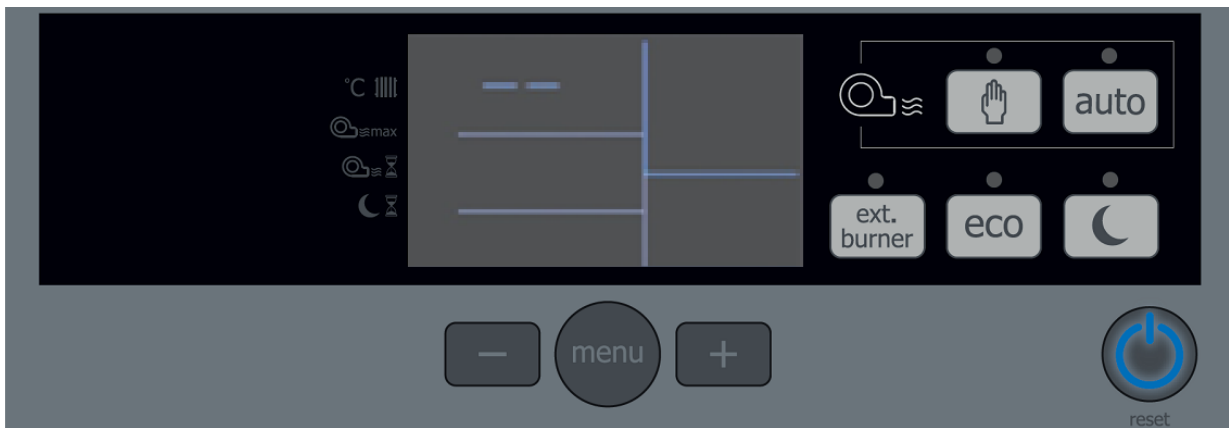 °C
max
auto
ext.
burner
eco
− menu +
reset